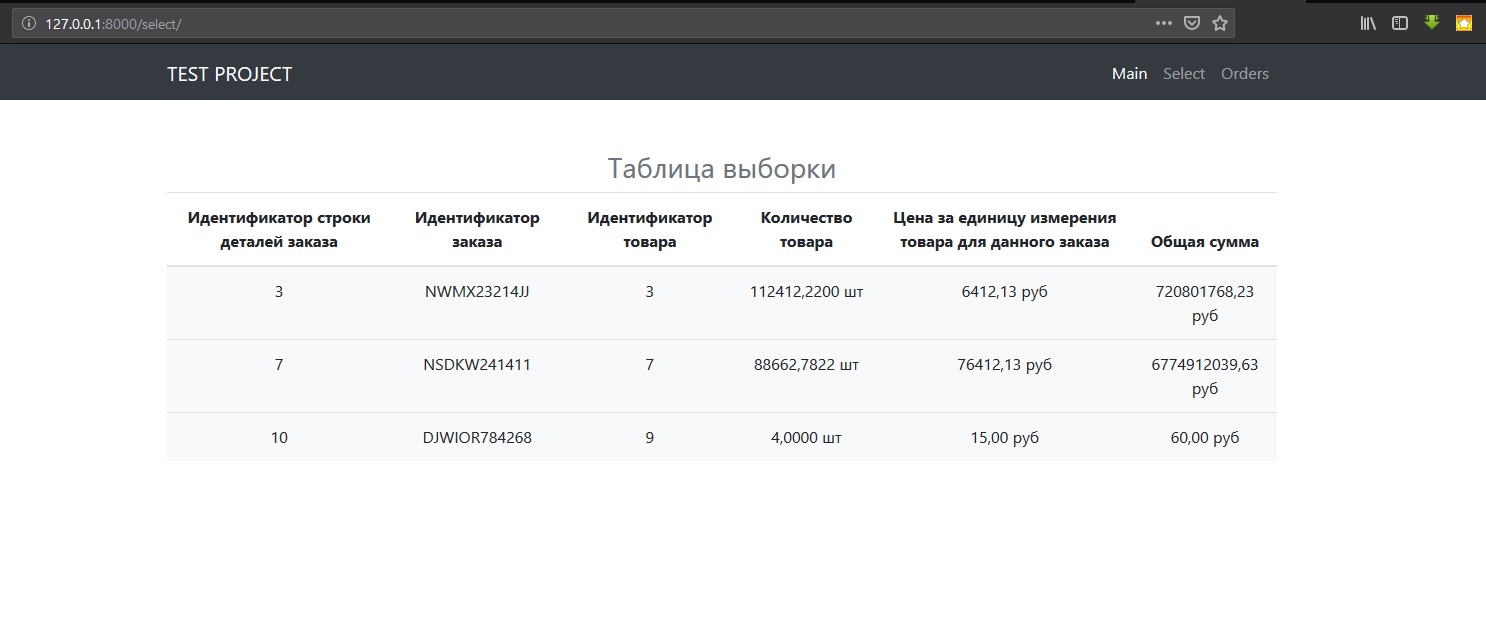 127.0.0.1:8000/select/
TEST PROJECT
Main Select Orders
Таблица выборки
Идентификатор строки деталей заказа Идентификатор заказа Идентификатор товара Количество товара Цена за единицу измерения товара для данного заказа Общая сумма
3 NWMX23214JJ 3 112412,2200 шт 6412,13 руб 720801768,23 руб
7 NSDKW241411 7 88662,7822 шт 76412,13 руб 6774912039,63 руб
10 DJWIOR784268 9 4,0000 шт 15,00 руб 60,00 руб